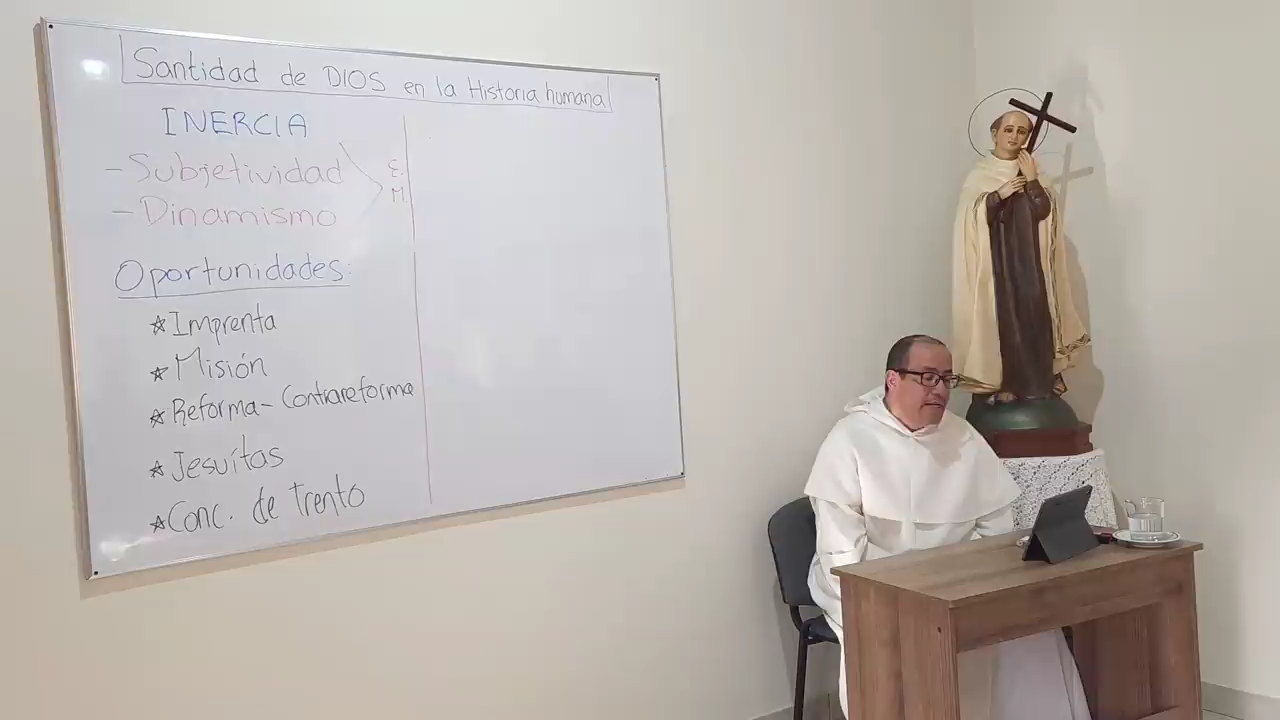 Santidad de DIOS en la Historia humana
INERCIA
- Subjetividad
- Dinamismo
E.
M
Oportunidades:
☆ Imprenta
☆ Misión
☆ Reforma - Contrareforma
☆ Jesuítas
☆ Conc. de Trento